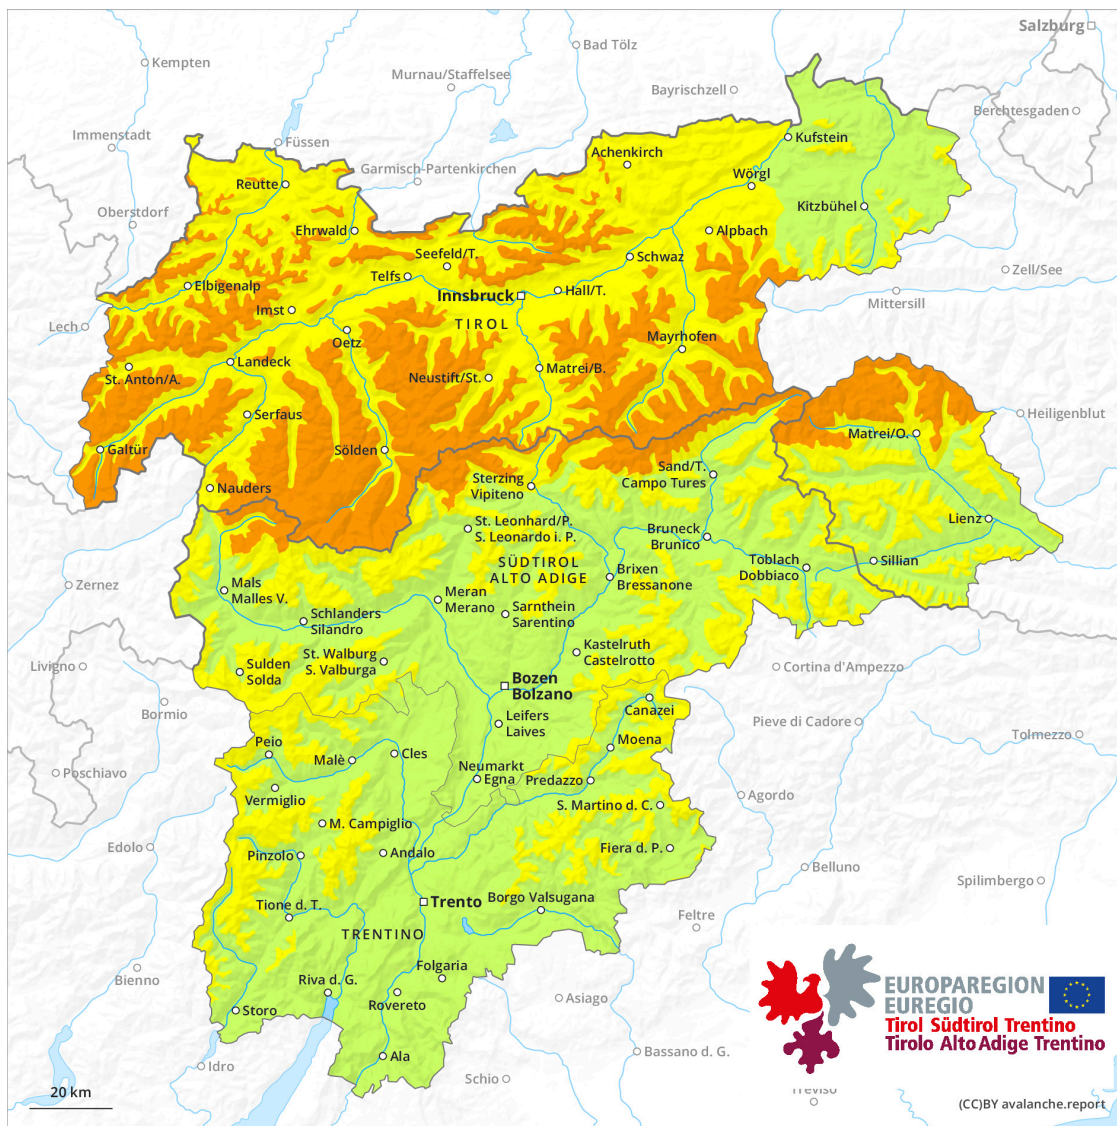 Salzburg
Bad Tölz
Kempten
Murnau/Staffelsee
Bayrischzell
Berchtesgaden
Immenstadt
Füssen
Kufstein
Achenkirch
Garmisch-Partenkirchen
Wörgl
Reutte
Kitzbühel
Oberstdorf
Ehrwald
Alpbach
Seefeld/T.
Schwaz
Zell/See
Telfs
Elbigenalp
Innsbruck
Hall/T.
Mittersill
Imst
TIROL
Lech
Oetz
Mayrhofen
Landeck
Matrei/B.
St. Anton/A.
Neustift/St.
Serfaus
Heiligenblut
Matrei/O.
Galtür
Sölden
Sand/T.
Campo Tures
Sterzing
Vipiteno
Nauders
St. Leonhard/P.
S. Leonardo i. P.
Lienz
Bruneck
Brunico
SÜDTIROL
ALTO ADIGE
Toblach
Dobbiaco
Sillian
Brixen
Bressanone
Zernez
Mals
Malles V.
Meran
Merano
Sarnthein
Sarentino
Schlanders
Silandro
Kastelruth
Castelrotto
St. Walburg
S. Valburga
Livigno
Sulden
Solda
Cortina d'Ampezzo
Bozen
Bolzano
Bormio
Canazei
Leifers
Laives
Pieve di Cadore
Tolmezzo
Peio
Moena
Malè
Cles
Poschiavo
Neumarkt
Egna
Predazzo
Vermiglio
Agordo
S. Martino d. C.
M. Campiglio
Edolo
Pinzolo
Andalo
Fiera d. P.
Belluno
Spilimbergo
Trento
Borgo Valsugana
Tione d. T.
Feltre
TRENTINO
Bienno
Folgaria
Riva d. G.
Rovereto
Asiago
Storo
EUROPAREGION
EUREGIO
Tirol Südtirol Trentino
Tirolo Alto Adige Trentino
Ala
Idro
Bassano d. G.
Schio
Treviso
20 km
(CC)BY avalanche.report